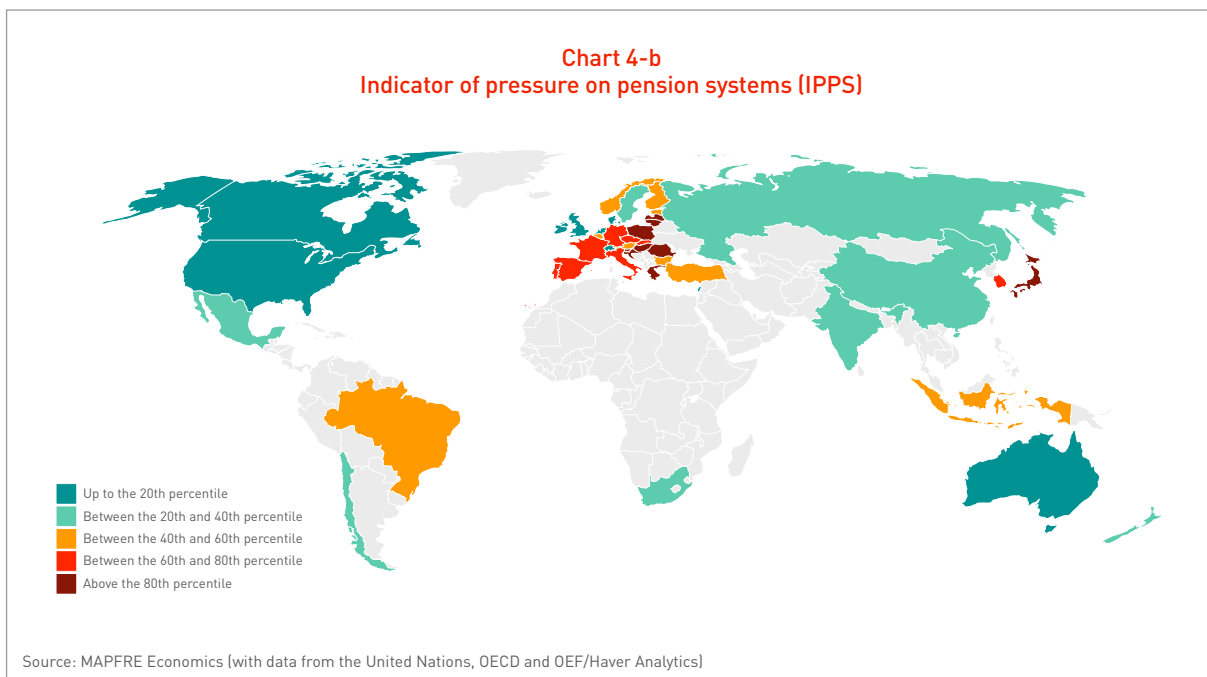 Chart 4-b
Indicator of pressure on pension systems (IPPS)
Up to the 20th percentile
Between the 20th and 40th percentile
Between the 40th and 60th percentile
Between the 60th and 80th percentile
Above the 80th percentile
Source: MAPFRE Economics (with data from the United Nations, OECD and OEF/Haver Analytics)